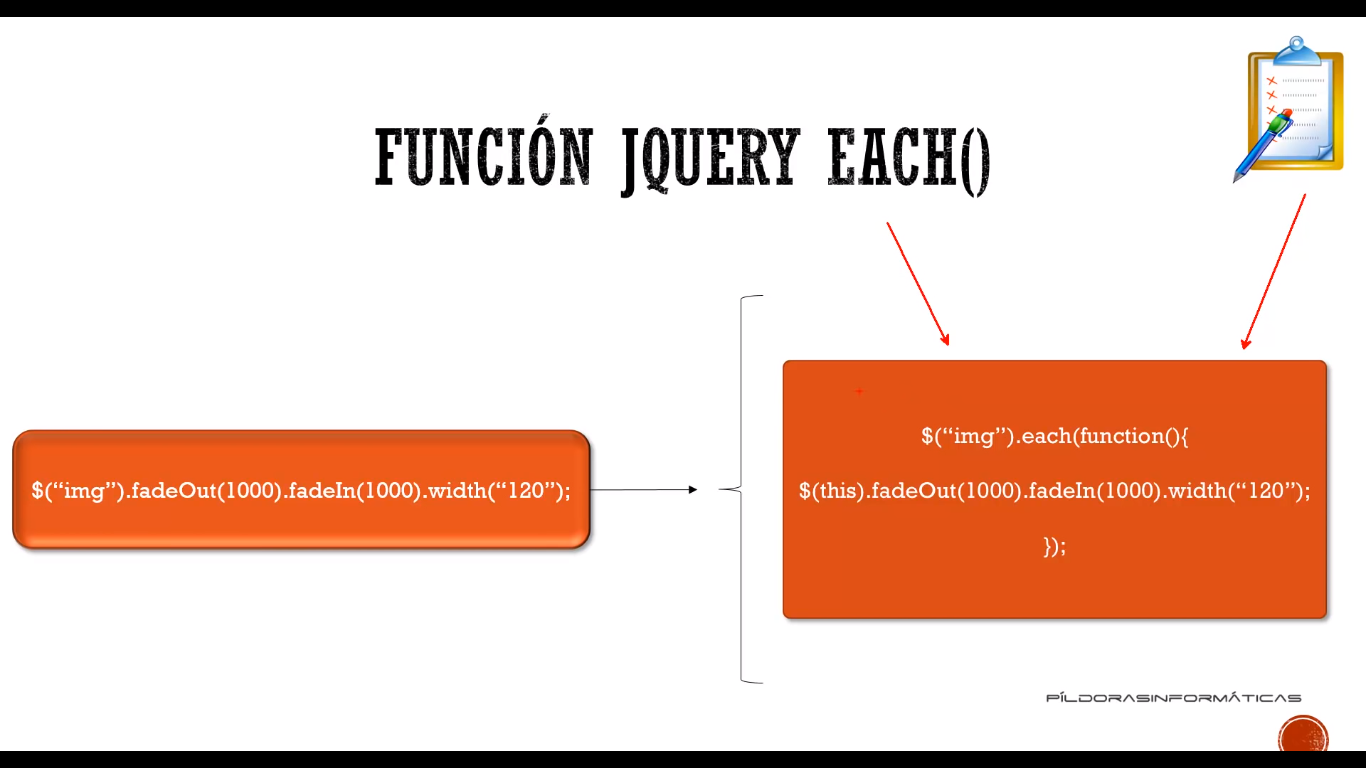 FUNCIÓN JQUERY EACH()
$(“img”).fadeOut(1000).fadeIn(1000).width(“120”);
$(“img”).each(function(){
$(this).fadeOut(1000).fadeIn(1000).width(“120”);
});
PÍLDORASINFORMÁTICAS